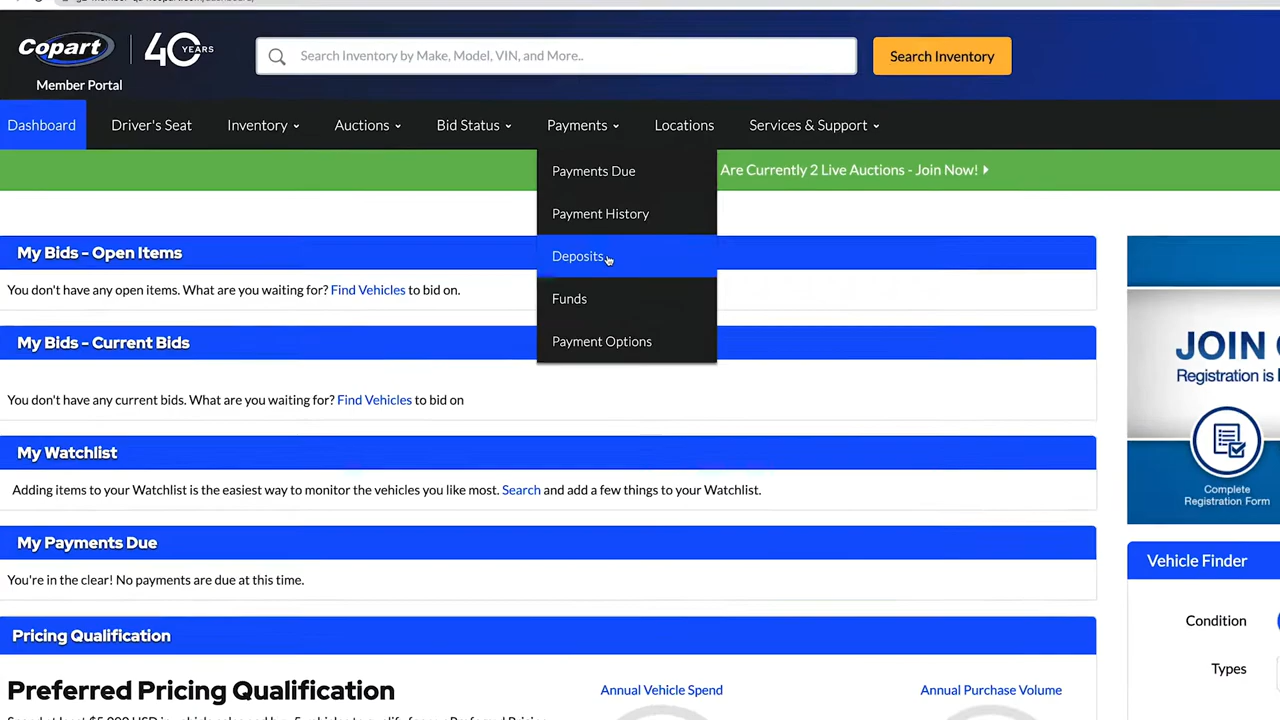 Copart
40 YEARS
Member Portal
Search Inventory by Make, Model, VIN, and More..
Search Inventory
Dashboard
Driver's Seat
Inventory
Auctions
Bid Status
Payments
Locations
Services & Support
Payments Due
Payment History
Deposits
Funds
Payment Options
Are Currently 2 Live Auctions - Join Now!
My Bids - Open Items
You don't have any open items. What are you waiting for? Find Vehicles to bid on.
My Bids - Current Bids
You don't have any current bids. What are you waiting for? Find Vehicles to bid on
My Watchlist
Adding items to your Watchlist is the easiest way to monitor the vehicles you like most. Search and add a few things to your Watchlist.
My Payments Due
You're in the clear! No payments are due at this time.
Pricing Qualification
Preferred Pricing Qualification
Annual Vehicle Spend
Annual Purchase Volume
JOIN
Registration is
Complete
Registration Form
Vehicle Finder
Condition
Types